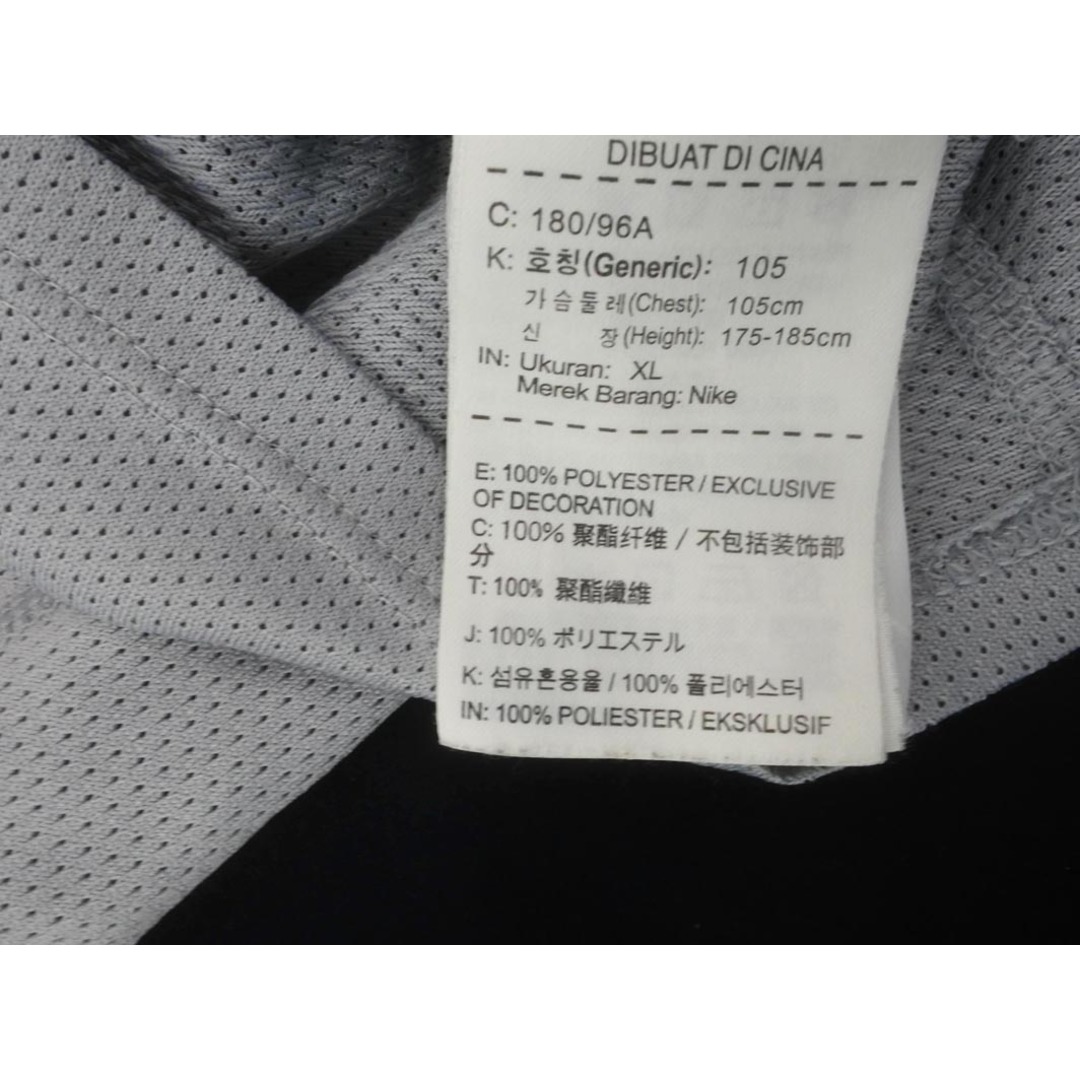 DIBUAT DI CINA
C: 180/96A
K: 호칭(Generic): 105
가슴둘레(Chest): 105cm
신 장(Height): 175-185cm
IN: Ukuran: XL
Merek Barang: Nike
E: 100% POLYESTER / EXCLUSIVE
OF DECORATION
C: 100% 聚酯纤维 / 不包括装饰部
分
T: 100% 聚酯纖維
J: 100% ポリエステル
K: 섬유혼용율 / 100% 폴리에스터
IN: 100% POLIESTER / EKSKLUSIF